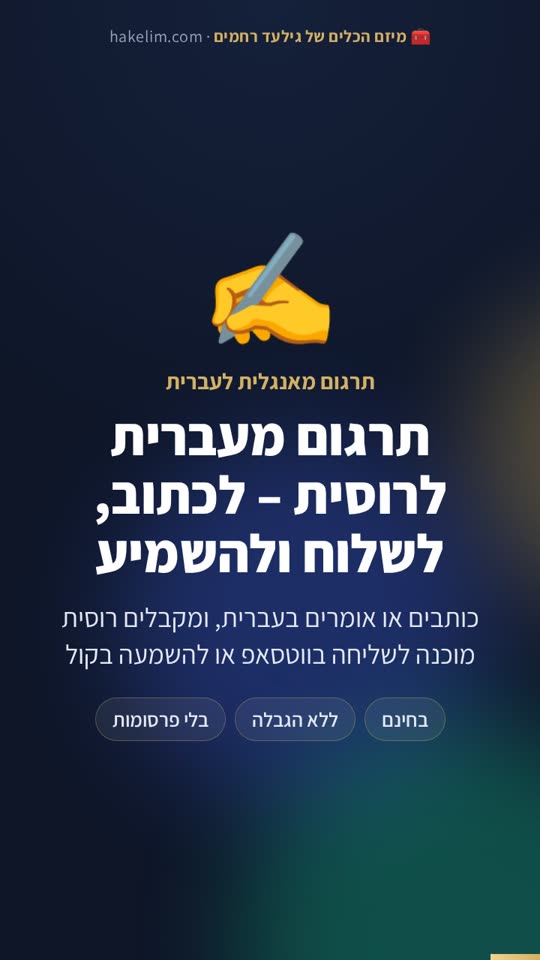 🧰 מיזם הכלים של גילעד רחמים · hakelim.com
תרגום מאנגלית לעברית
תרגום מעברית
לרוסית – לכתוב,
לשלוח ולהשמיע
כותבים או אומרים בעברית, ומקבלים רוסית
מוכנה לשליחה בווטסאפ או להשמעה בקול
בחינם
ללא הגבלה
בלי פרסומות